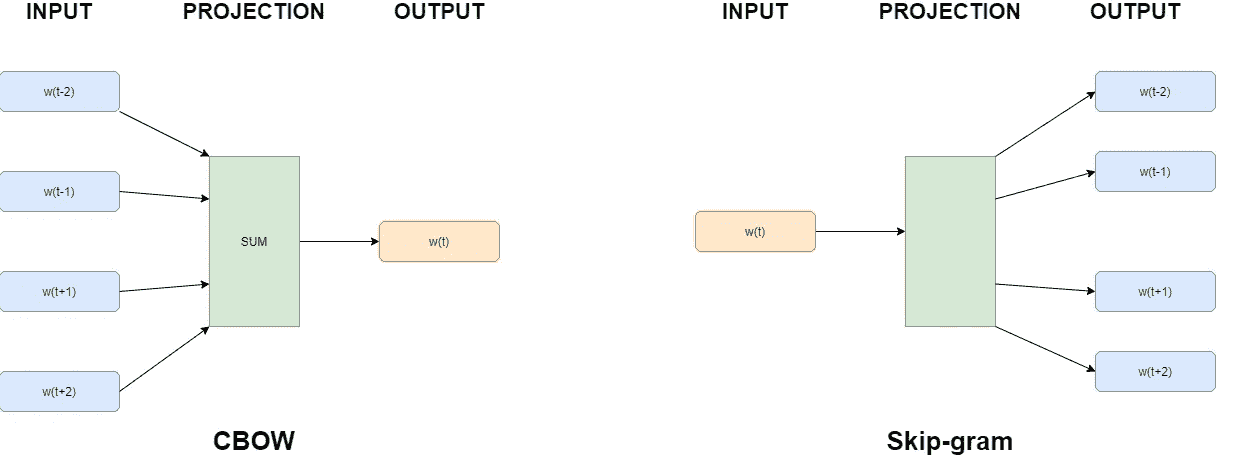 INPUT PROJECTION OUTPUT
w(t-2)
w(t-1)
w(t+1)
w(t+2)
SUM
w(t)
CBOW
INPUT PROJECTION OUTPUT
w(t)
w(t-2)
w(t-1)
w(t+1)
w(t+2)
Skip-gram